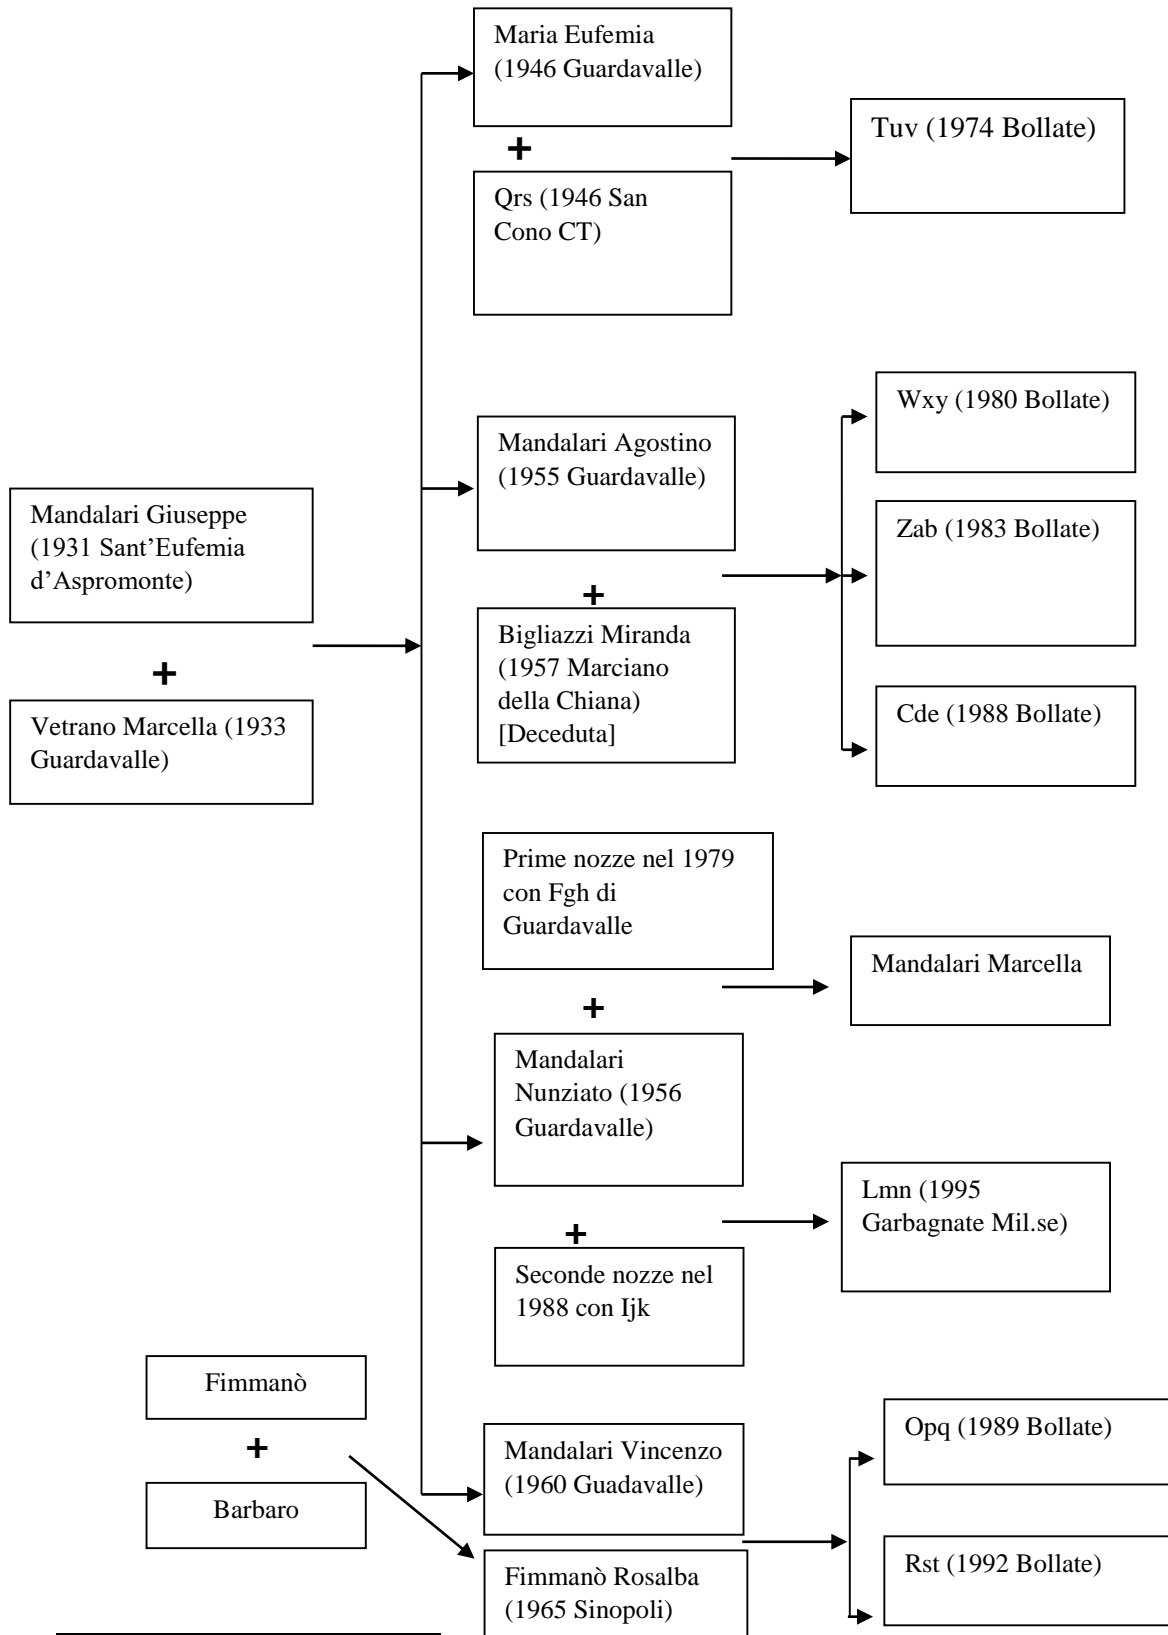 Maria Eufemia
(1946 Guardavalle)
+
Qrs (1946 San
Cono CT)
Tuv (1974 Bollate)
Mandalari Giuseppe
(1931 Sant’Eufemia
d’Aspromonte)
+
Vetrano Marcella (1933
Guardavalle)
Mandalari Agostino
(1955 Guardavalle)
+
Bigliazzi Miranda
(1957 Marciano
della Chiana)
[Deceduta]
Wxy (1980 Bollate)
Zab (1983 Bollate)
Cde (1988 Bollate)
Prime nozze nel 1979
con Fgh di
Guardavalle
+
Mandalari
Nunziato (1956
Guardavalle)
+
Seconde nozze nel
1988 con Ijk
Mandalari Marcella
Lmn (1995
Garbagnate Mil.se)
Fimmanò
+
Barbaro
Mandalari Vincenzo
(1960 Guadavalle)
Fimmanò Rosalba
(1965 Sinopoli)
Opq (1989 Bollate)
Rst (1992 Bollate)